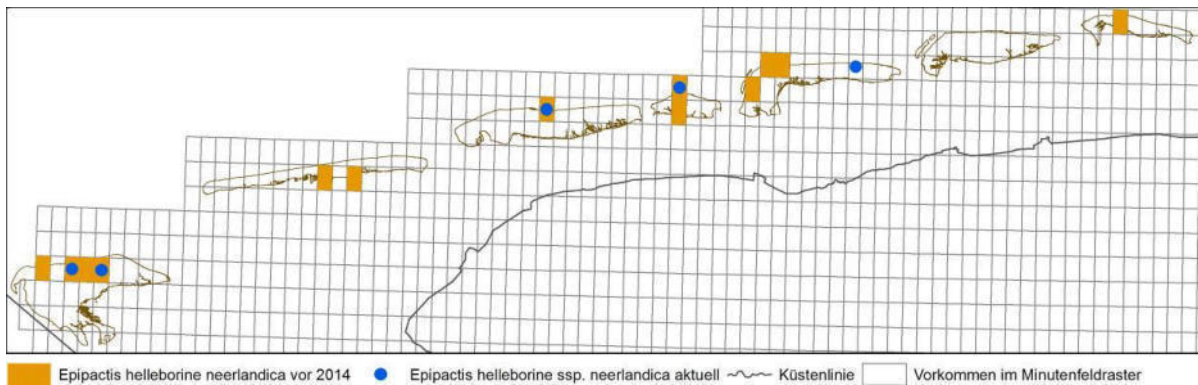 Epipactis helleborine neerlandica vor 2014 Epipactis helleborine ssp. neerlandica aktuell Küstenlinie Vorkommen im Minutenfeldraster